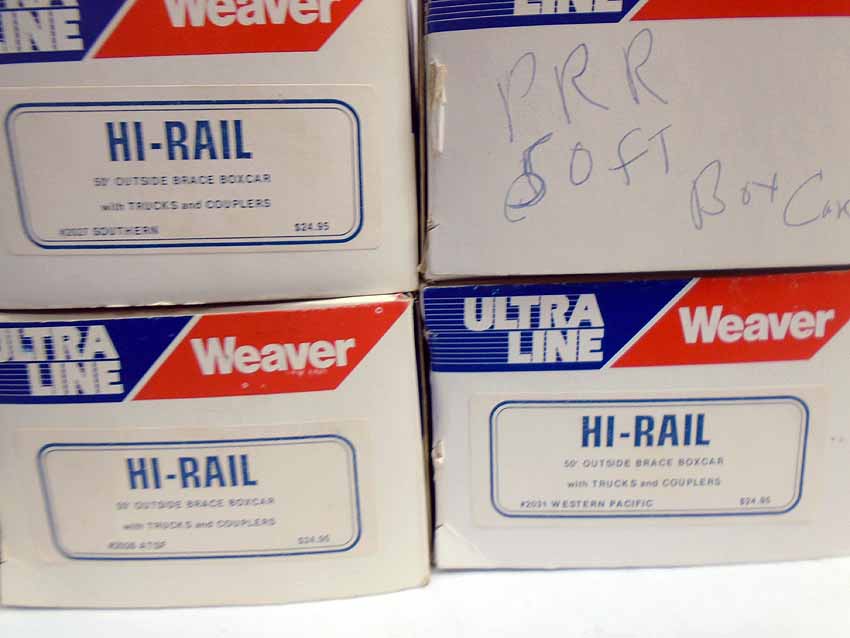 LINE
Weaver
HI-RAIL
50' OUTSIDE BRACE BOXCAR
with TRUCKS and COUPLERS
#2027 SOUTHERN $24.95
ULTRA
LINE
PRR
50 fT
Box Car
ULTRA
LINE
Weaver
HI-RAIL
50' OUTSIDE BRACE BOXCAR
with TRUCKS and COUPLERS
ATSF $24.95
ULTRA
LINE
Weaver
HI-RAIL
50' OUTSIDE BRACE BOXCAR
with TRUCKS and COUPLERS
#2031 WESTERN PACIFIC $24.95